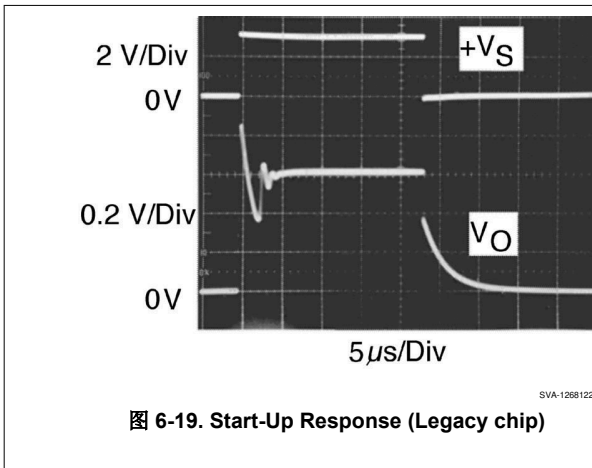 +VS
2 V/Div
0V
0.2 V/Div
VO
0V
5µs/Div
SVA-1268122
图 6-19. Start-Up Response (Legacy chip)